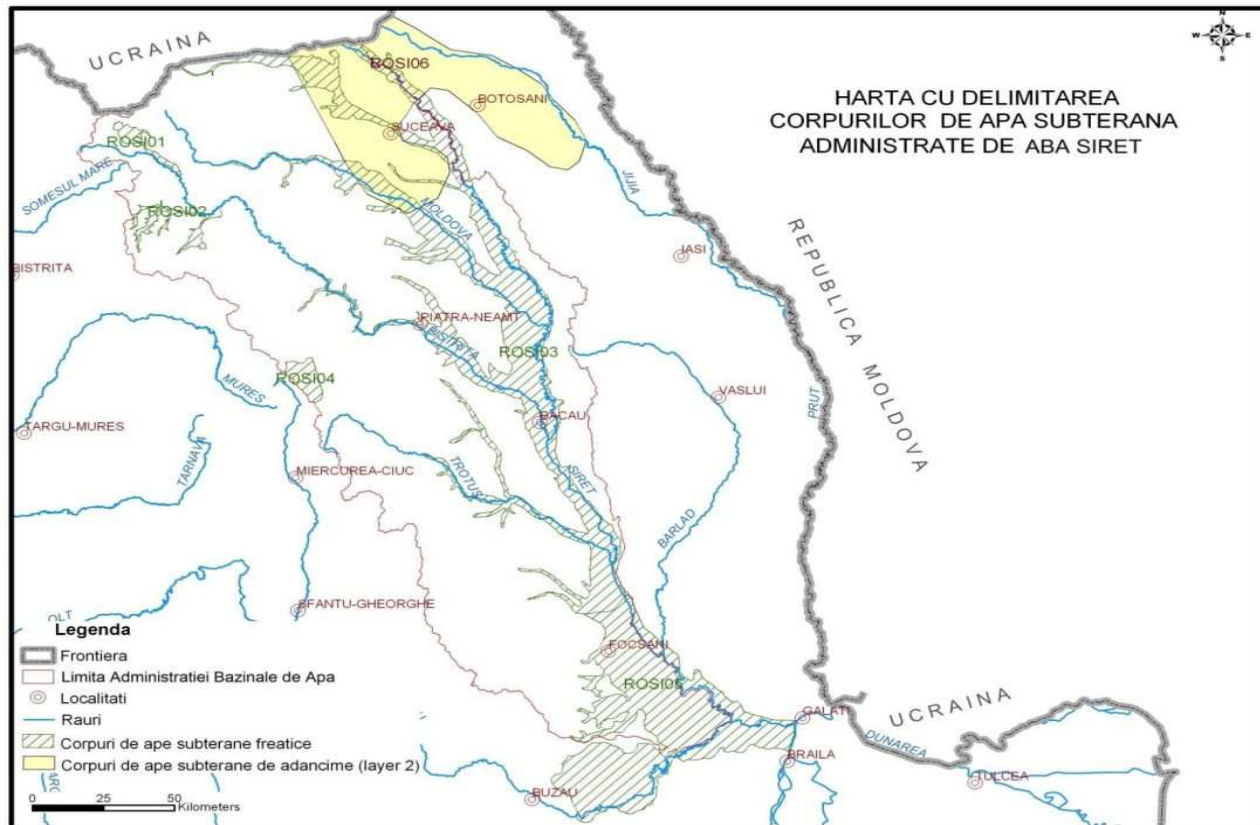 HARTA CU DELIMITAREA
CORPURILOR DE APA SUBTERANA
ADMINISTRATE DE ABA SIRET
N
W E
S
UCRAINA
ROSI06
BOTOSANI
SUCEAVA
ROSI01
SOMESUL MARE
ROSI02
MOLDOVA
JIJIA
IASI
REPUBLICA MOLDOVA
BISTRITA
PIATRA-NEAMT
BISTRITA
ROSI03
ROSI04
MURES
VASLUI
PRUT
TARGU-MURES
BACAU
TARNAVA
MIERCUREA-CIUC
TROTUS
SIRET
BARLAD
SFANTU-GHEORGHE
OLT
FOCSANI
ROSI05
GALATI
UCRAINA
DUNAREA
BRAILA
TULCEA
BUZAU
Legenda
Frontiera
Limita Administratiei Bazinale de Apa
Localitati
Rauri
Corpuri de ape subterane freatice
Corpuri de ape subterane de adancime (layer 2)
0 25 50
Kilometers